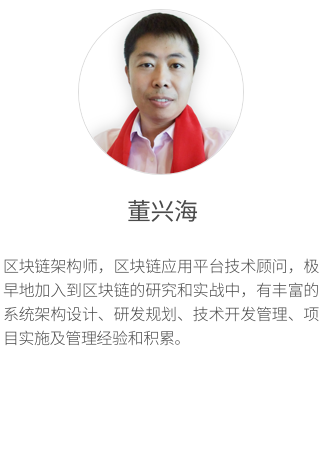 董兴海
区块链架构师，区块链应用平台技术顾问，极
早地加入到区块链的研究和实战中，有丰富的
系统架构设计、研发规划、技术开发管理、项
目实施及管理经验和积累。